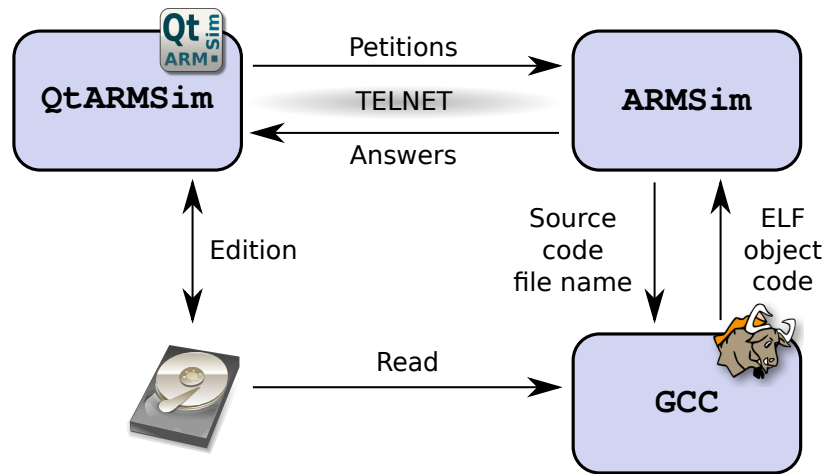 Qt
ARM
Sim
Petitions
QtARMSim
TELNET
ARMSim
Answers
Edition
Source
code
file name
ELF
object
code
Read
GCC